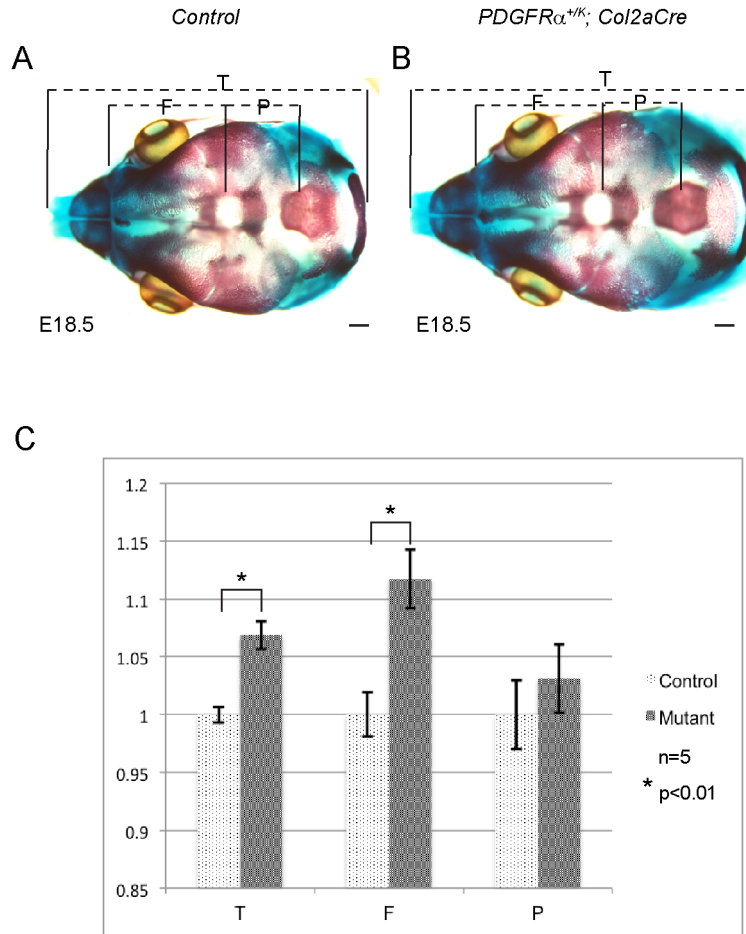 Control
PDGFRα+/K; Col2aCre
A
T
F
P
E18.5
B
T
F
P
E18.5
C
1.2
1.15
1.1
1.05
1
0.95
0.9
0.85
*
*
T
F
P
Control
Mutant
n=5
* p<0.01